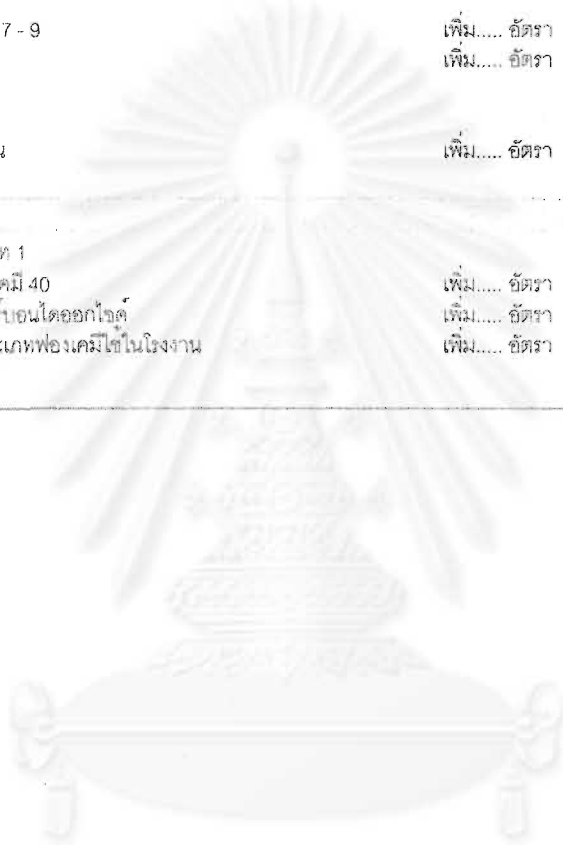 7 - 9 เพิ่ม..... อัตรา
เพิ่ม..... อัตรา
น เพิ่ม..... อัตรา
ท 1
คมี 40 เพิ่ม..... อัตรา
์บอนไดออกไซด์ เพิ่ม..... อัตรา
ะเภทฟองเคมีใช้ในโรงงาน เพิ่ม..... อัตรา